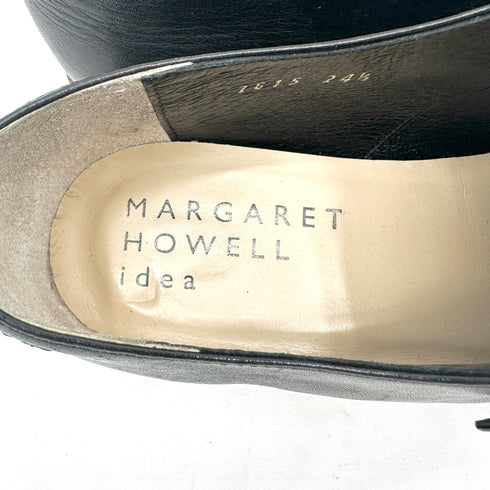 1615 24½
MARGARET
HOWELL
idea